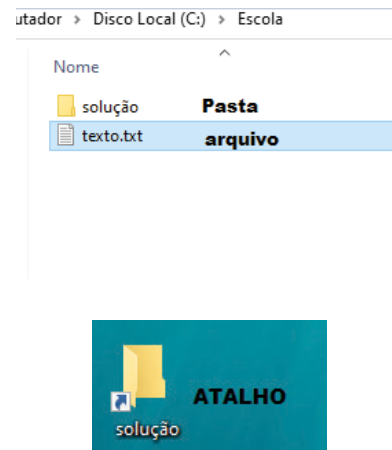 utador > Disco Local (C:) > Escola
Nome
solução Pasta
texto.txt arquivo
ATALHO
solução